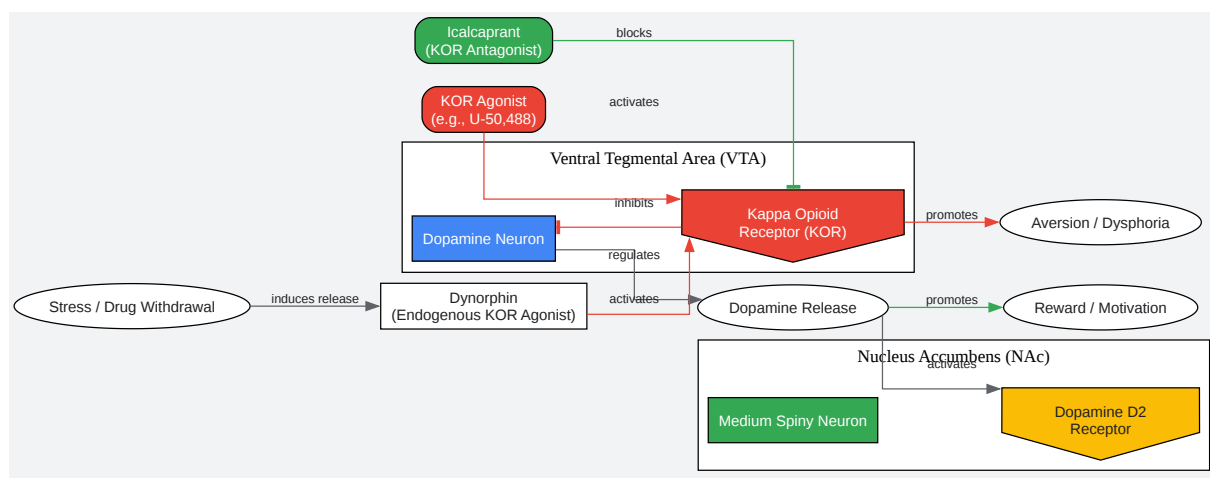 Icalcaprant
(KOR Antagonist)
blocks
KOR Agonist
(e.g., U-50,488)
activates
Ventral Tegmental Area (VTA)
inhibits
Kappa Opioid
Receptor (KOR)
promotes
Aversion / Dysphoria
Dopamine Neuron
regulates
Stress / Drug Withdrawal
induces release
Dynorphin
(Endogenous KOR Agonist)
activates
Dopamine Release
promotes
Reward / Motivation
Nucleus Accumbens (NAc)
activates
Medium Spiny Neuron
Dopamine D2
Receptor